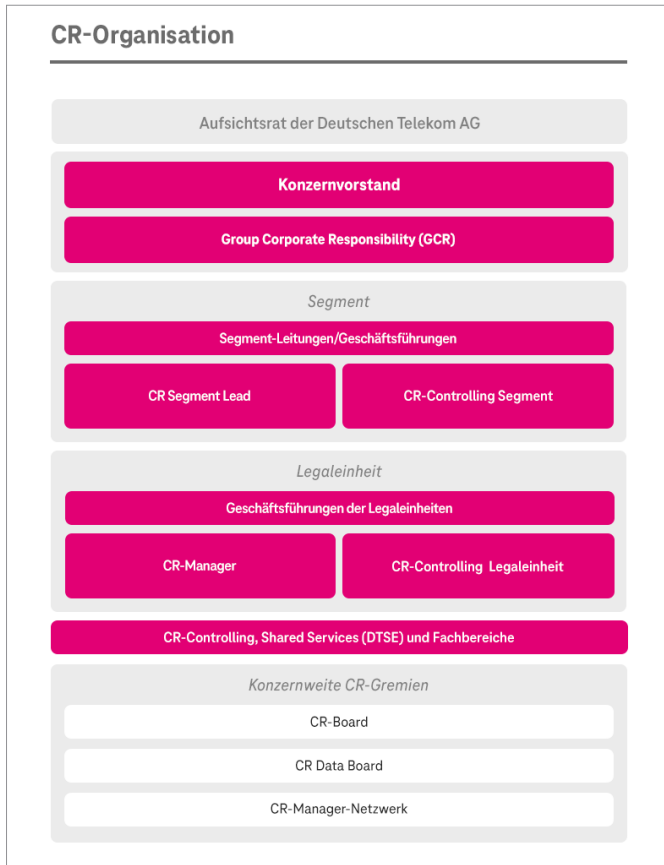 CR-Organisation
Aufsichtsrat der Deutschen Telekom AG
Konzernvorstand
Group Corporate Responsibility (GCR)
Segment
Segment-Leitungen/Geschäftsführungen
CR Segment Lead
CR-Controlling Segment
Legaleinheit
Geschäftsführungen der Legaleinheiten
CR-Manager
CR-Controlling Legaleinheit
CR-Controlling, Shared Services (DTSE) und Fachbereiche
Konzernweite CR-Gremien
CR-Board
CR Data Board
CR-Manager-Netzwerk